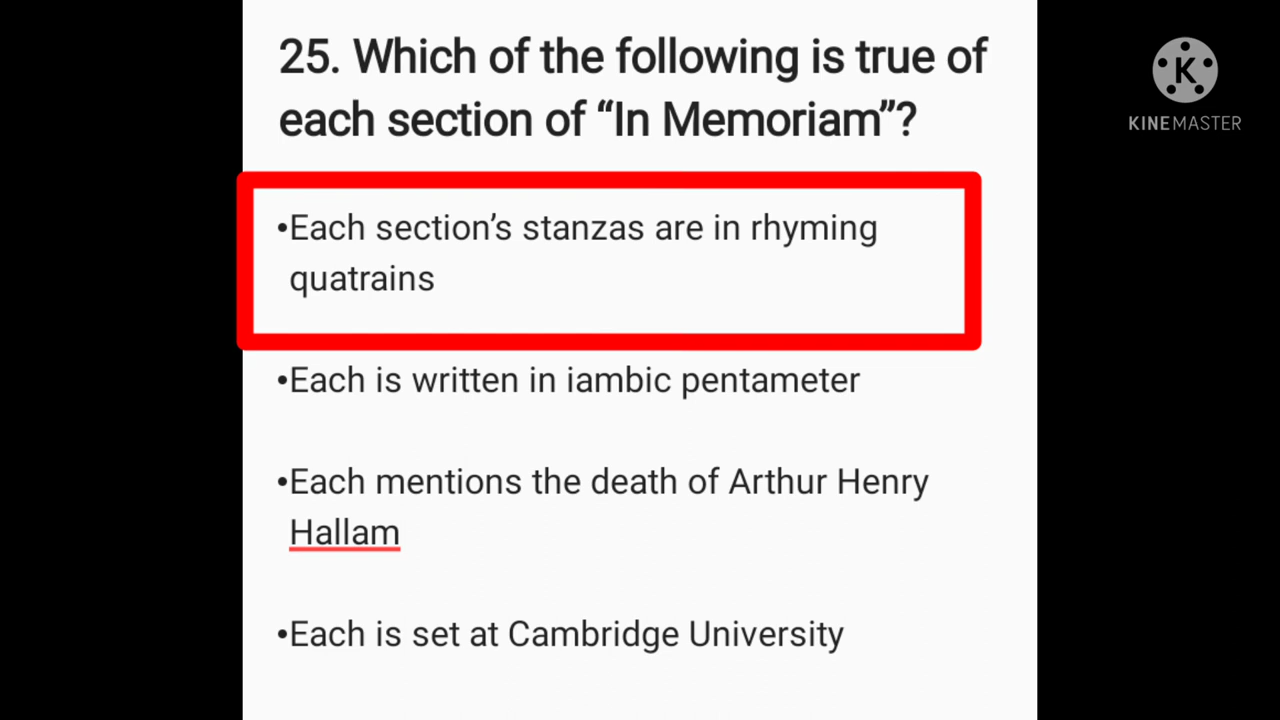 25. Which of the following is true of
each section of “In Memoriam”?
•Each section’s stanzas are in rhyming
quatrains
•Each is written in iambic pentameter
•Each mentions the death of Arthur Henry
Hallam
•Each is set at Cambridge University
K
KINEMASTER